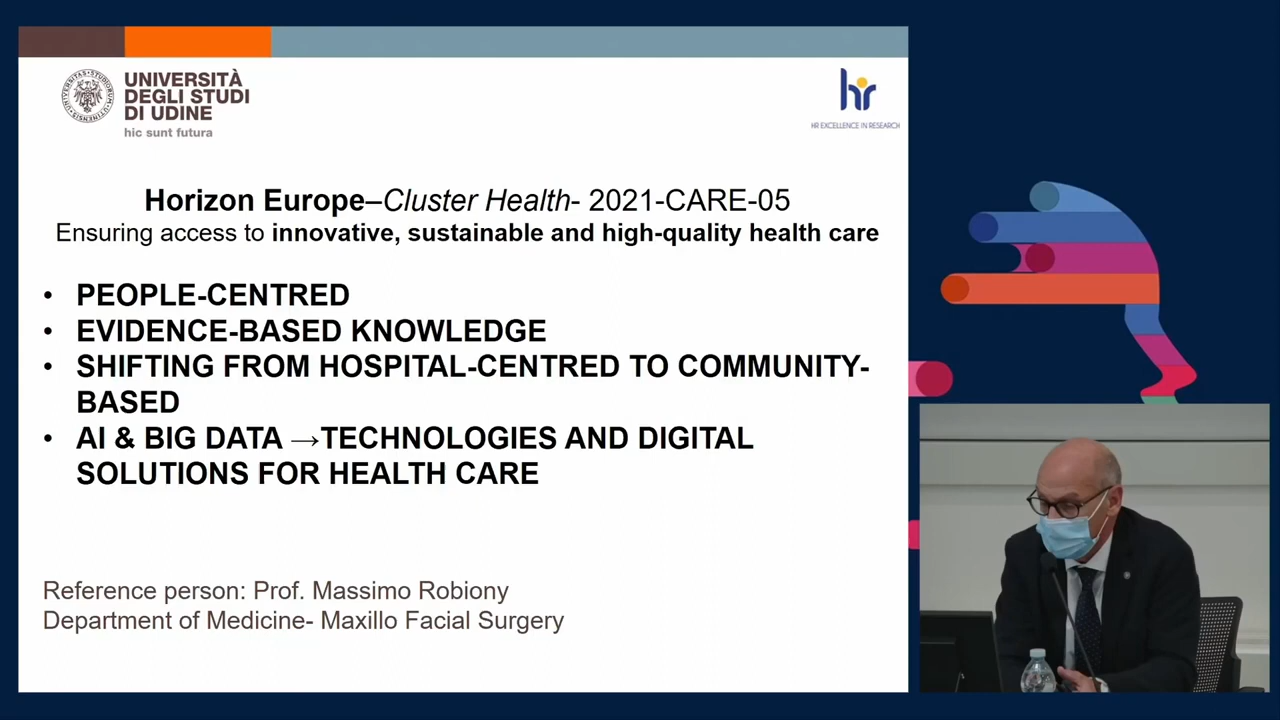 UNIVERSITÀ
DEGLI STUDI
DI UDINE
hic sunt futura
hr
HR EXCELLENCE IN RESEARCH
Horizon Europe–Cluster Health- 2021-CARE-05
Ensuring access to innovative, sustainable and high-quality health care
• PEOPLE-CENTRED
• EVIDENCE-BASED KNOWLEDGE
• SHIFTING FROM HOSPITAL-CENTRED TO COMMUNITY-
BASED
• AI & BIG DATA →TECHNOLOGIES AND DIGITAL
SOLUTIONS FOR HEALTH CARE
Reference person: Prof. Massimo Robiony
Department of Medicine- Maxillo Facial Surgery